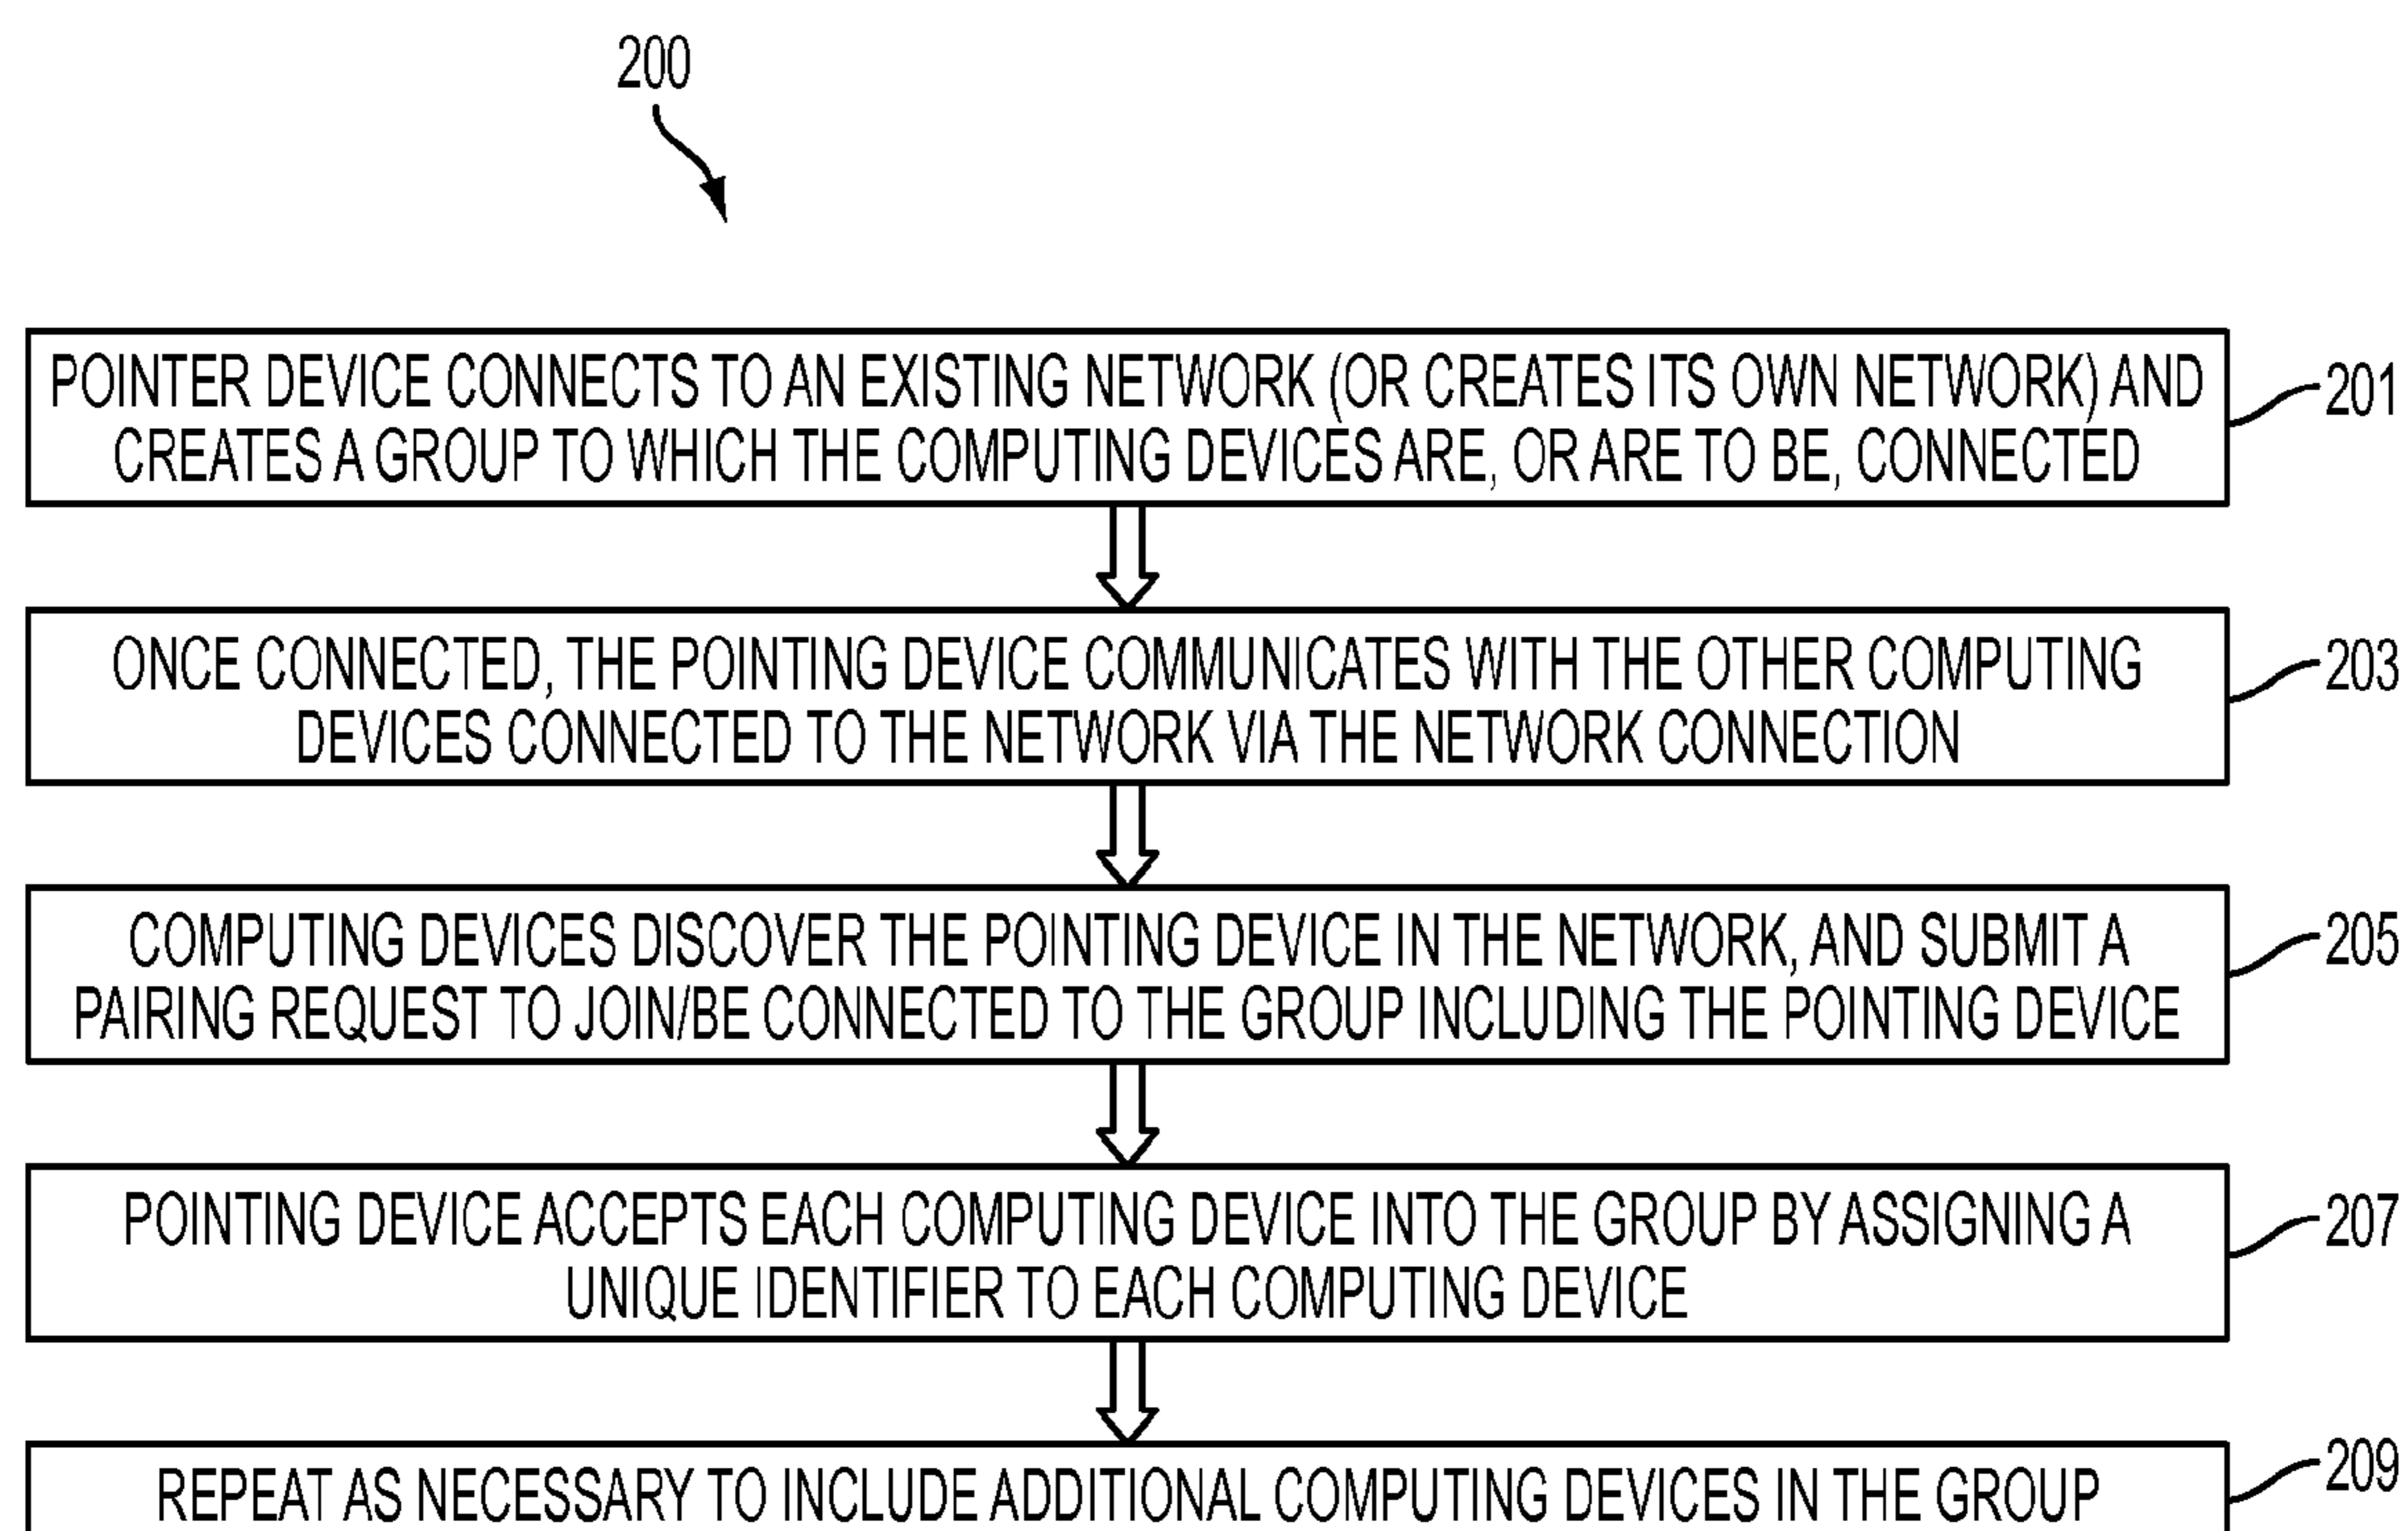 200
POINTER DEVICE CONNECTS TO AN EXISTING NETWORK (OR CREATES ITS OWN NETWORK) AND
CREATES A GROUP TO WHICH THE COMPUTING DEVICES ARE, OR ARE TO BE, CONNECTED
201
ONCE CONNECTED, THE POINTING DEVICE COMMUNICATES WITH THE OTHER COMPUTING
DEVICES CONNECTED TO THE NETWORK VIA THE NETWORK CONNECTION
203
COMPUTING DEVICES DISCOVER THE POINTING DEVICE IN THE NETWORK, AND SUBMIT A
PAIRING REQUEST TO JOIN/BE CONNECTED TO THE GROUP INCLUDING THE POINTING DEVICE
205
POINTING DEVICE ACCEPTS EACH COMPUTING DEVICE INTO THE GROUP BY ASSIGNING A
UNIQUE IDENTIFIER TO EACH COMPUTING DEVICE
207
REPEAT AS NECESSARY TO INCLUDE ADDITIONAL COMPUTING DEVICES IN THE GROUP
209